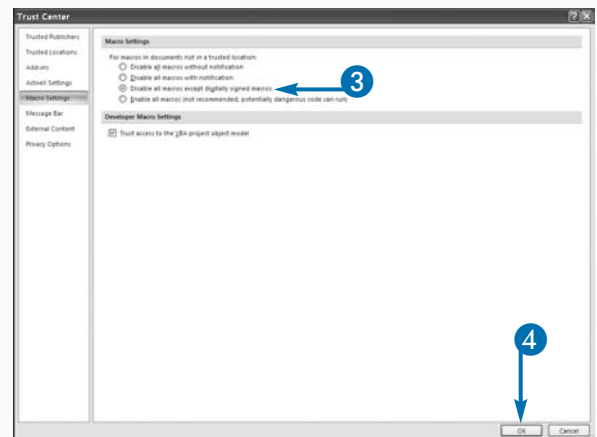 Trust Center
Trusted Publishers
Trusted Locations
Add-ins
ActiveX Settings
Macro Settings
Message Bar
External Content
Privacy Options
Macro Settings
For macros in documents not in a trusted location:
Disable all macros without notification
Disable all macros with notification
Disable all macros except digitally signed macros
3
Enable all macros (not recommended; potentially dangerous code can run)
Developer Macro Settings
Trust access to the VBA project object model
4
OK
Cancel